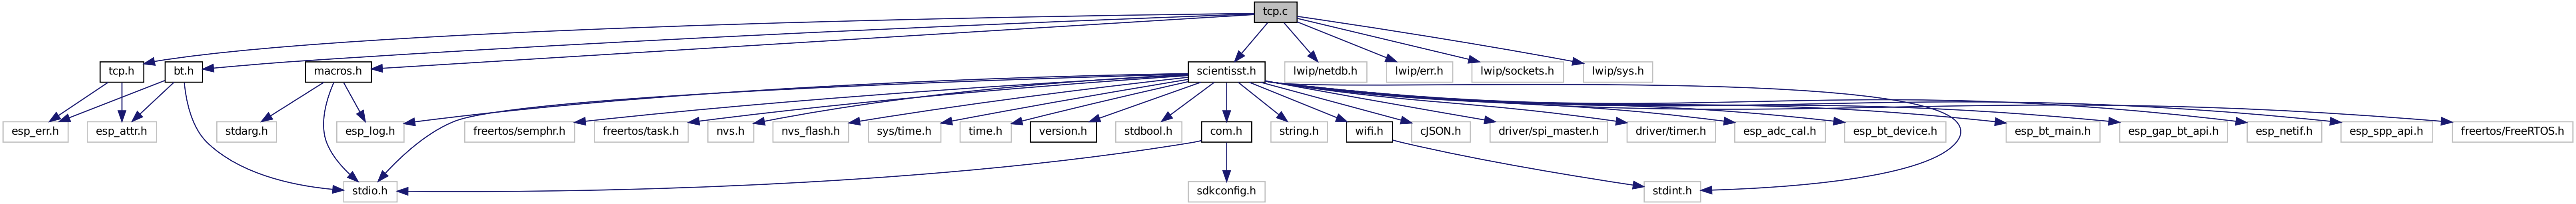 tcp.c
tcp.h
bt.h
macros.h
scientisst.h
lwip/netdb.h
lwip/err.h
lwip/sockets.h
lwip/sys.h
esp_err.h
esp_attr.h
stdarg.h
esp_log.h
freertos/semphr.h
freertos/task.h
nvs.h
nvs_flash.h
sys/time.h
time.h
version.h
stdbool.h
com.h
string.h
wifi.h
cJSON.h
driver/spi_master.h
driver/timer.h
esp_adc_cal.h
esp_bt_device.h
esp_bt_main.h
esp_gap_bt_api.h
esp_netif.h
esp_spp_api.h
freertos/FreeRTOS.h
stdio.h
sdkconfig.h
stdint.h